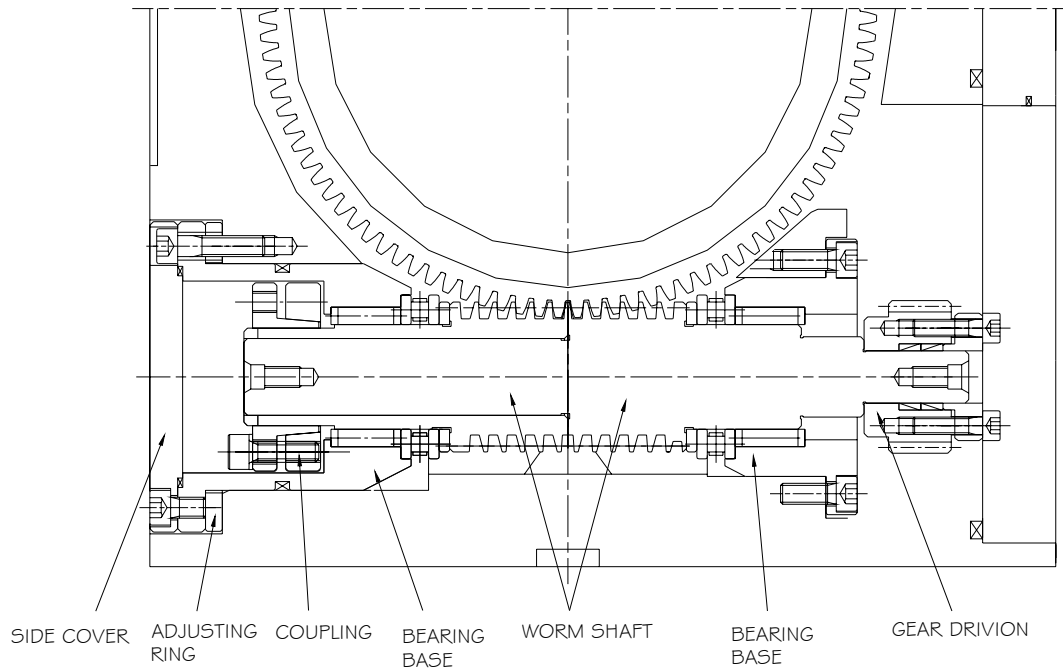 SIDE COVER
ADJUSTING
RING
COUPLING
BEARING
BASE
WORM SHAFT
BEARING
BASE
GEAR DRIVION